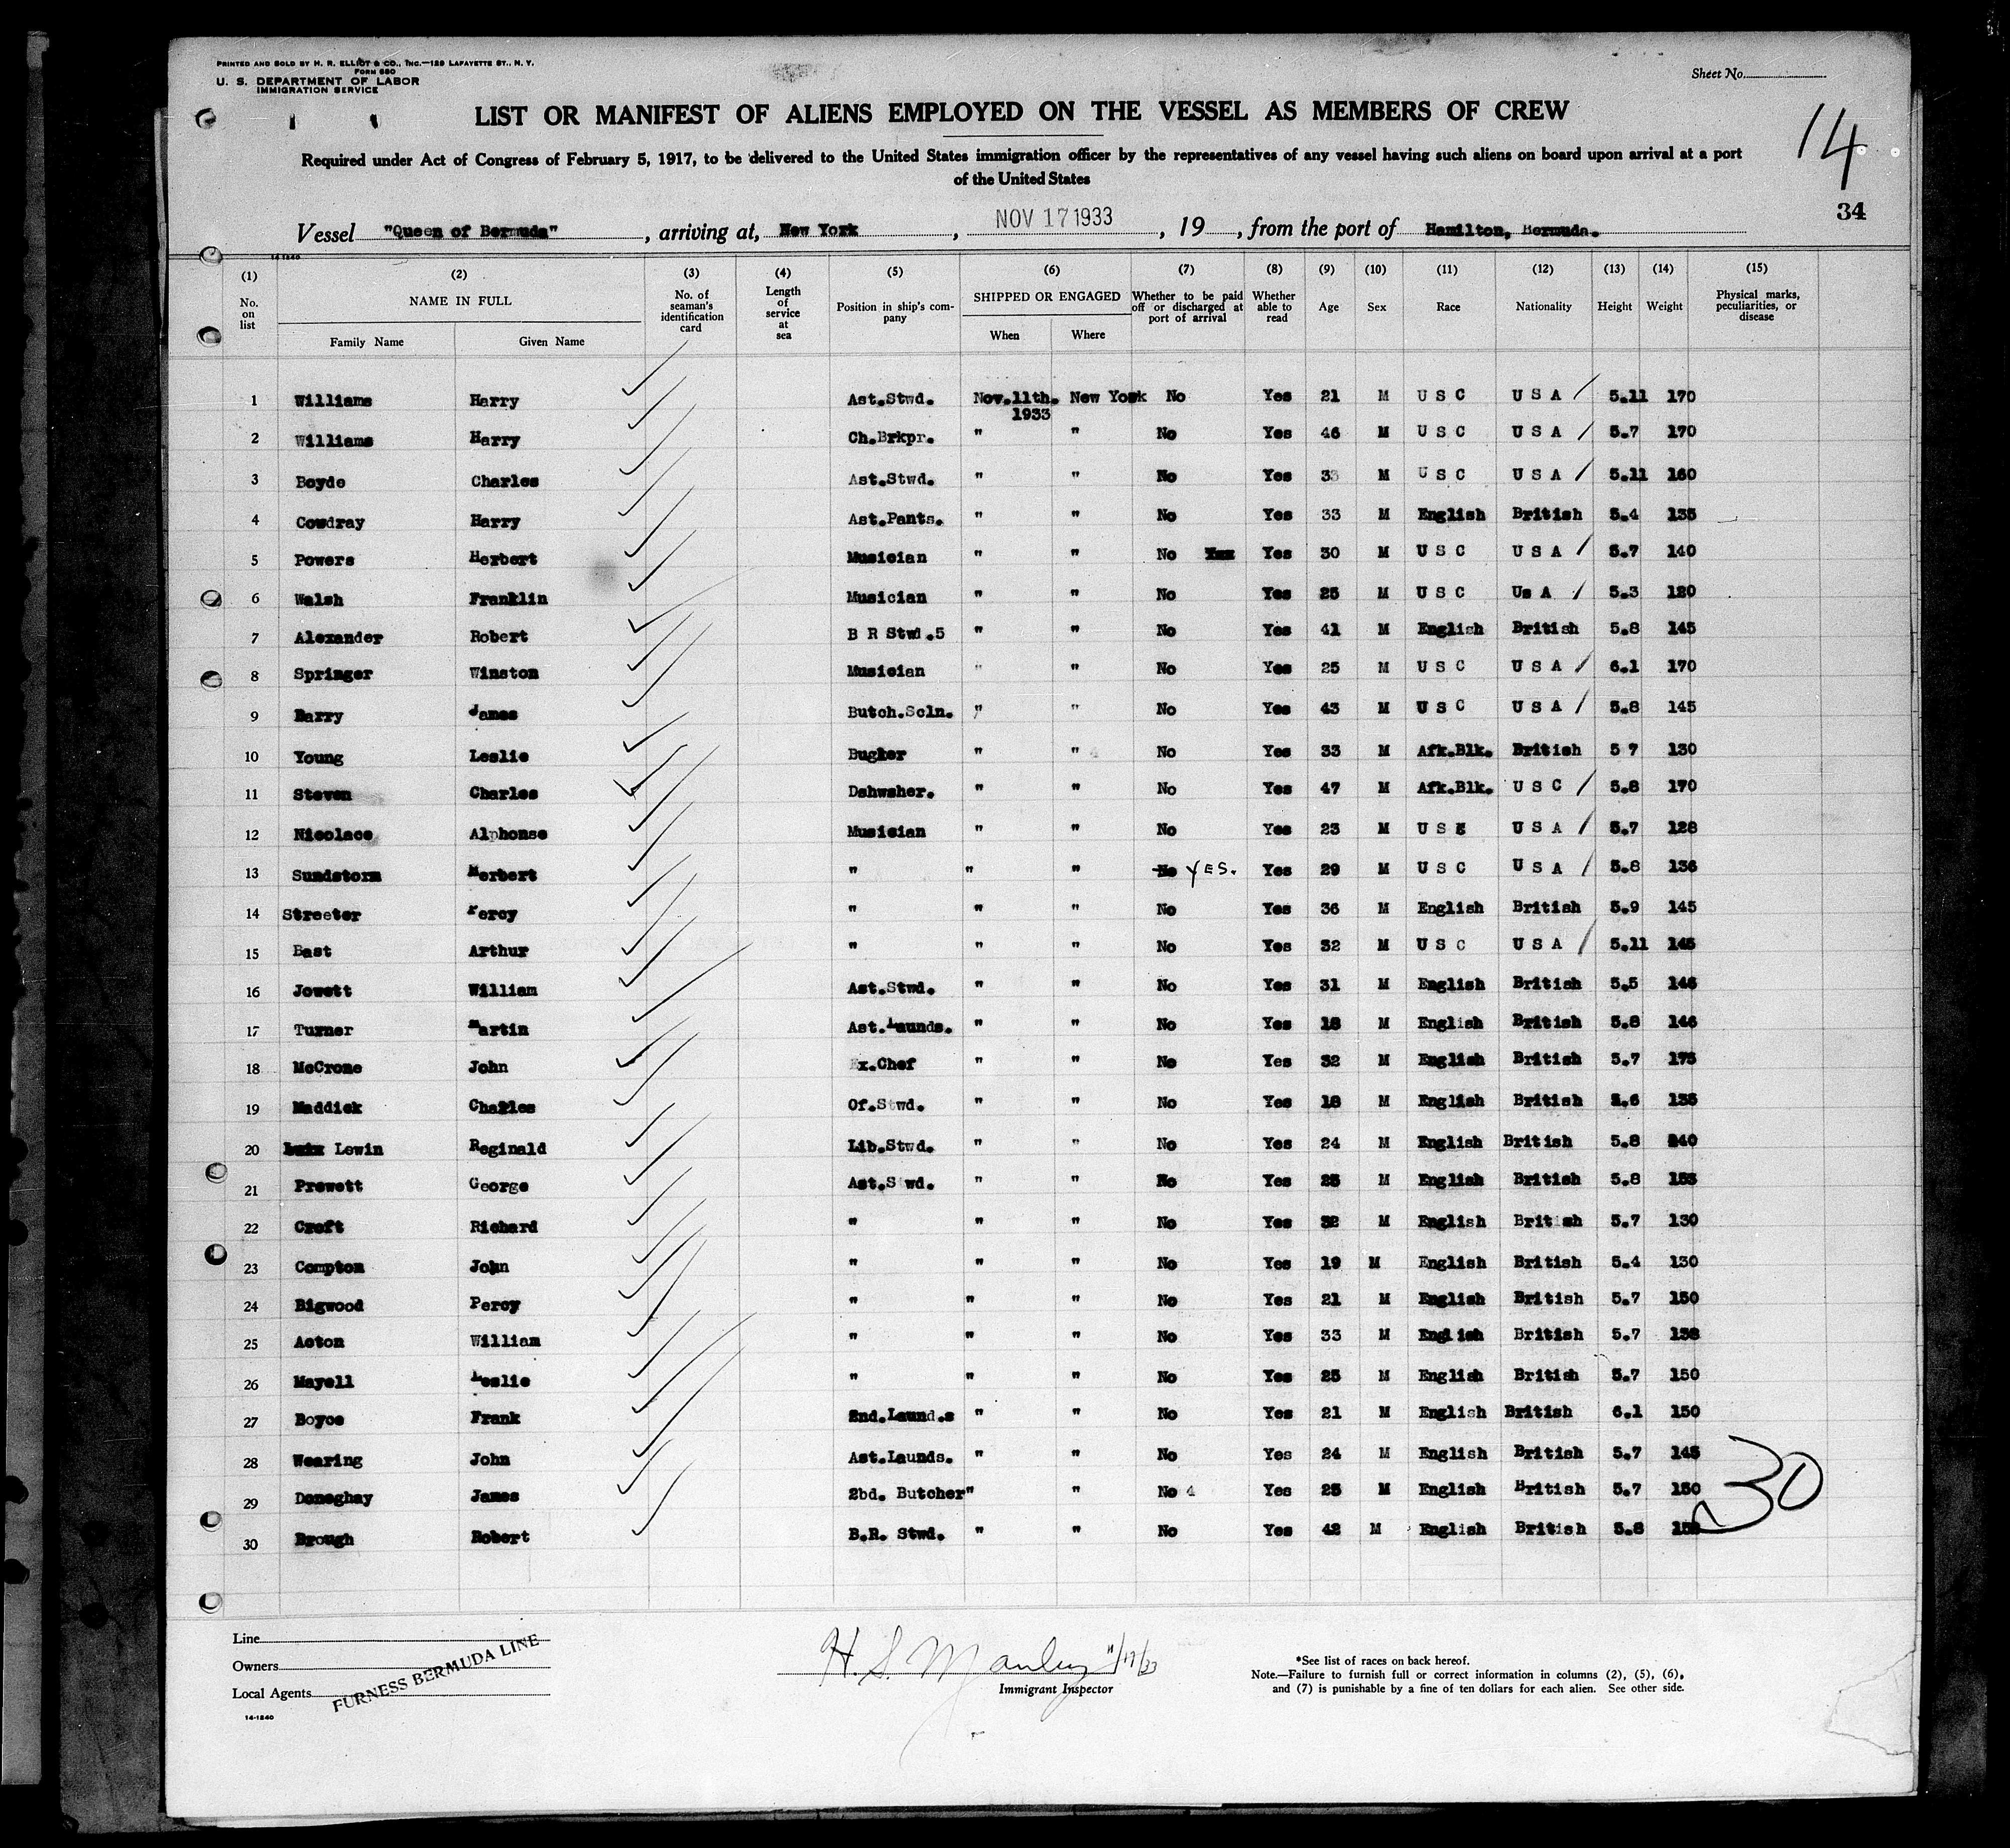 PRINTED AND SOLD BY H. R. ELLIOT & CO., INC.—129 LAFAYETTE ST., N. Y.
FORM 680
U. S. DEPARTMENT OF LABOR
IMMIGRATION SERVICE
Sheet No.
LIST OR MANIFEST OF ALIENS EMPLOYED ON THE VESSEL AS MEMBERS OF CREW
14
Required under Act of Congress of February 5, 1917, to be delivered to the United States immigration officer by the representatives of any vessel having such aliens on board upon arrival at a port
of the United States
34
Vessel "Queen of Bermuda", arriving at, New York, NOV 17 1933, 19 , from the port of Hamilton, Bermuda.
14-1240
(1) (2) (3) (4) (5) (6) (7) (8) (9) (10) (11) (12) (13) (14) (15)
No. on list NAME IN FULL Family Name Given Name No. of seaman's identification card Length of service at sea Position in ship's company SHIPPED OR ENGAGED When Where Whether to be paid off or discharged at port of arrival Whether able to read Age Sex Race Nationality Height Weight Physical marks, peculiarities, or disease
1 Williams Harry Ast.Stwd. Nov.11th. 1933 New York No Yes 21 M U S C U S A / 5.11 170
2 Williams Harry Ch.Brkpr. " " No Yes 46 M U S C U S A / 5.7 170
3 Boyde Charles Ast.Stwd. " " No Yes 33 M U S C U S A / 5.11 160
4 Cowdray Harry Ast.Pants. " " No Yes 33 M English British 5.4 135
5 Powers Herbert Musician " " No Yes 30 M U S C U S A / 5.7 140
6 Walsh Franklin Musician " " No Yes 25 M U S C Us A / 5.3 120
7 Alexander Robert B R Stwd.5 " " No Yes 41 M English British 5.8 145
8 Springer Winston Musician " " No Yes 25 M U S C U S A / 6.1 170
9 Barry James Butch.Scln. " " No Yes 43 M U S C U S A / 5.8 145
10 Young Leslie Bugker " " No Yes 33 M Afk.Blk. British 5 7 130
11 Steven Charles Dshwsher. " " No Yes 47 M Afk.Blk. U S C / 5.8 170
12 Nicolace Alphonse Musician " " No Yes 23 M U S U S A / 5.7 128
13 Sundstorm Herbert " " " No YES. Yes 29 M U S C U S A / 5.8 136
14 Streeter Percy " " " No Yes 36 M English British 5.9 145
15 Bast Arthur " " " No Yes 32 M U S C U S A / 5.11 145
16 Jowett William Ast.Stwd. " " No Yes 31 M English British 5.5 146
17 Turner Martin Ast.Launds. " " No Yes 18 M English British 5.8 146
18 McCrone John Ex.Chef " " No Yes 32 M English British 5.7 175
19 Maddick Charles Of.Stwd. " " No Yes 18 M English British 135
20 Lewin Reginald Lib.Stwd. " " No Yes 24 M English British 5.8
21 Prewett George Ast.Stwd. " " No Yes 25 M English British 5.8 155
22 Croft Richard " " " No Yes 32 M English British 5.7 130
23 Compton John " " " No Yes 19 M English British 5.4 130
24 Bigwood Percy " " " No Yes 21 M English British 5.7 150
25 Aston William " " " No Yes 33 M English British 5.7 138
26 Mayell Leslie " " " No Yes 25 M English British 5.7 150
27 Boyce Frank 2nd.Laund.s " " No Yes 21 M English British 6.1 150
28 Wearing John Ast.Launds. " " No Yes 24 M English British 5.7 145
29 Doneghay James 2bd. Butcher " " No 4 Yes 25 M English British 5.7 150
30 Brough Robert B.R. Stwd. " " No Yes 42 M English British 5.8
30
Line
Owners
Local Agents
FURNESS BERMUDA LINE
14-1240
H. S. Manley 11/17/33
Immigrant Inspector
*See list of races on back hereof.
Note.—Failure to furnish full or correct information in columns (2), (5), (6),
and (7) is punishable by a fine of ten dollars for each alien. See other side.